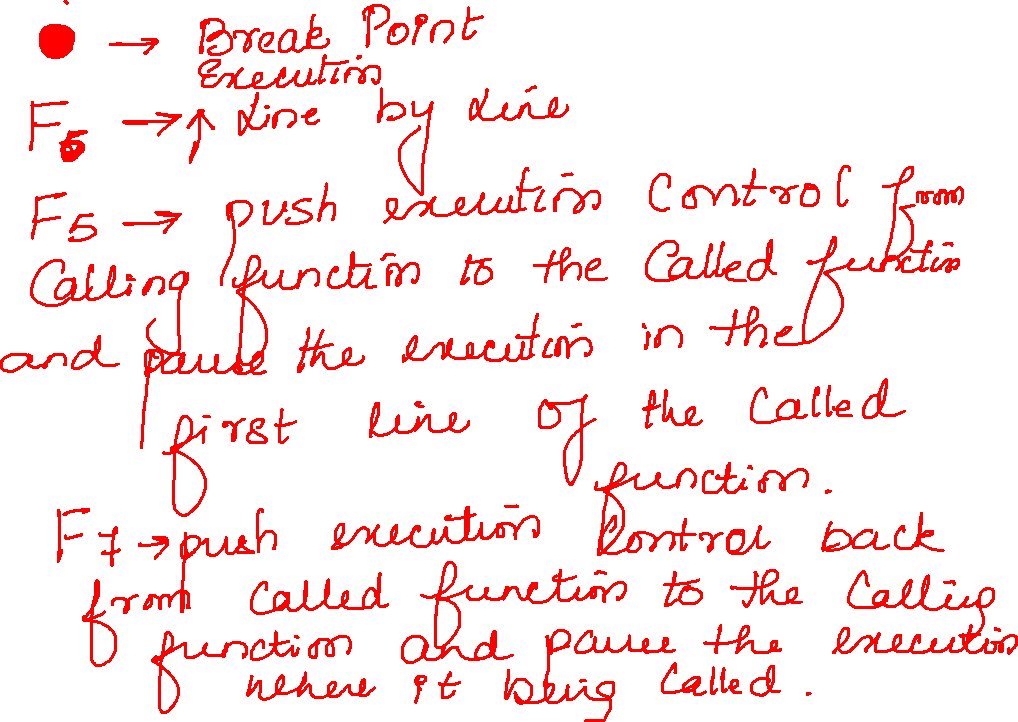 → Break Point
Execution
F6 →↑ Line by Line
F5 → push execution Control from
Calling function to the Called function
and pause the execution in the
first line of the Called
function.
F7 → push execution Control back
from Called function to the Calling
function and pause the execution
where it being Called.